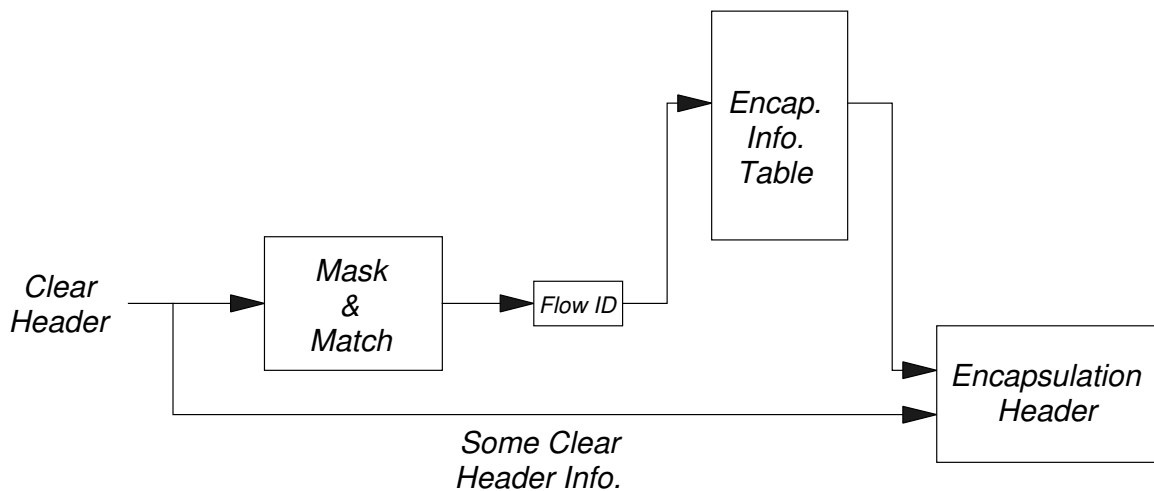 Clear
Header
Mask
&
Match
Flow ID
Encap.
Info.
Table
Encapsulation
Header
Some Clear
Header Info.